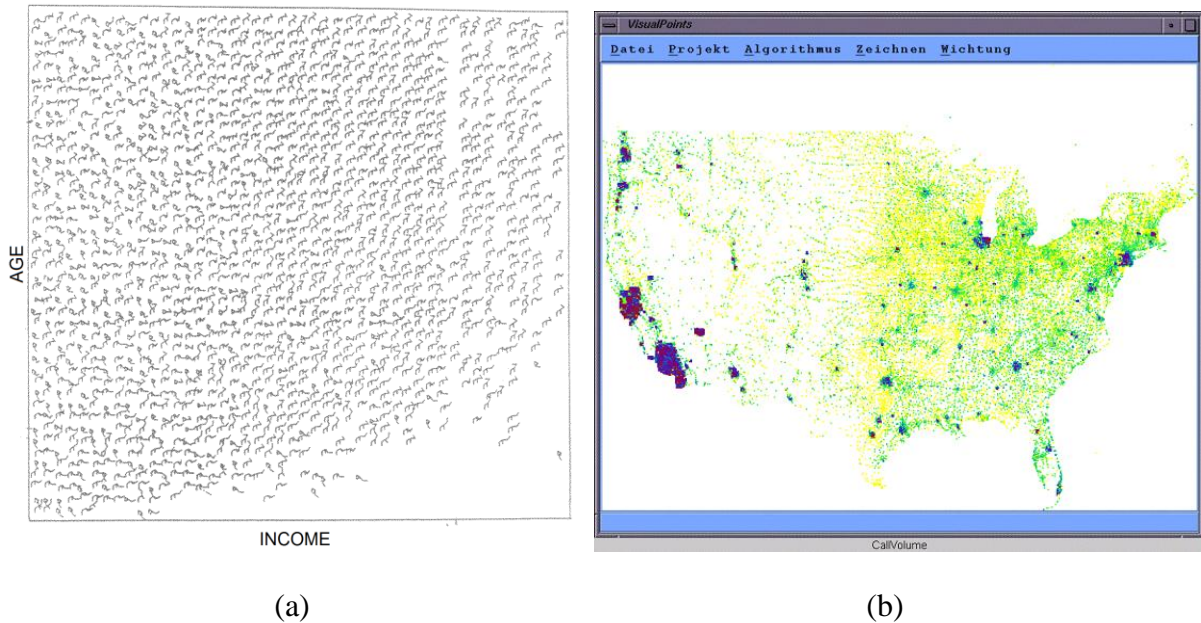 AGE
INCOME
VisualPoints
Datei Projekt Algorithmus Zeichnen Wichtung
CallVolume
(a)
(b)